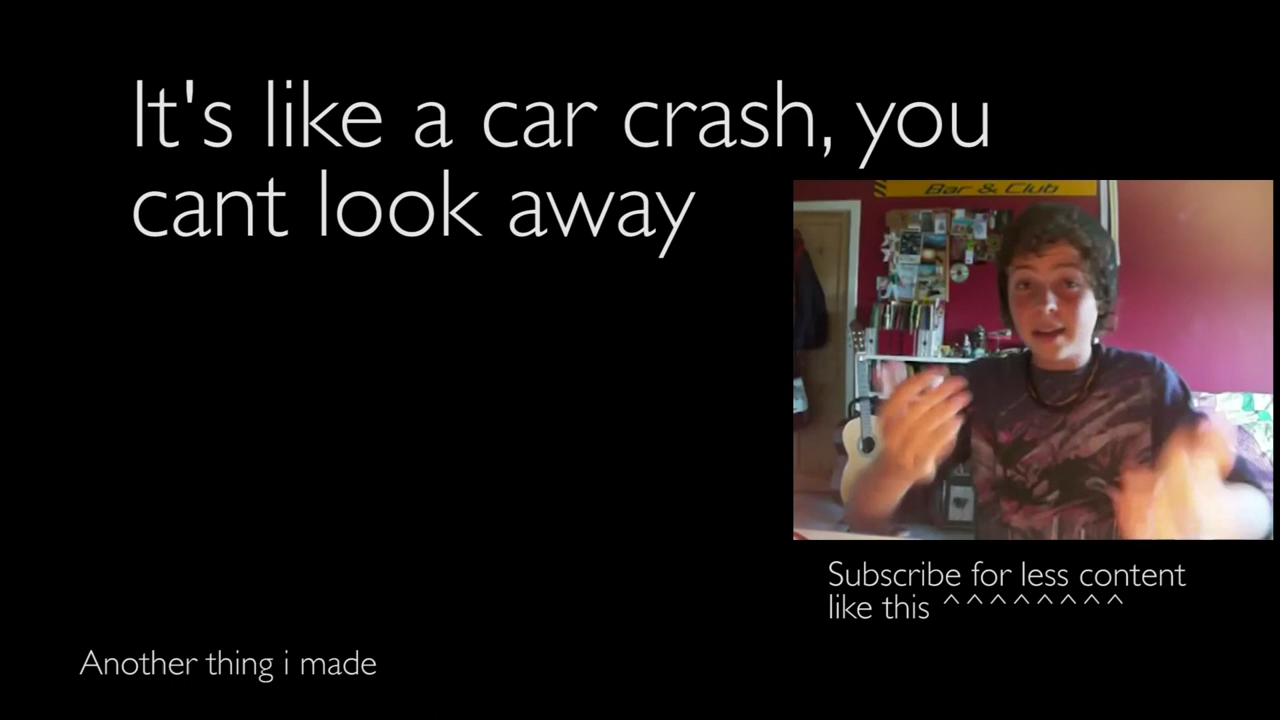 It's like a car crash, you
cant look away
Bar & Club
Subscribe for less content
like this ^^^^^^^^
Another thing i made